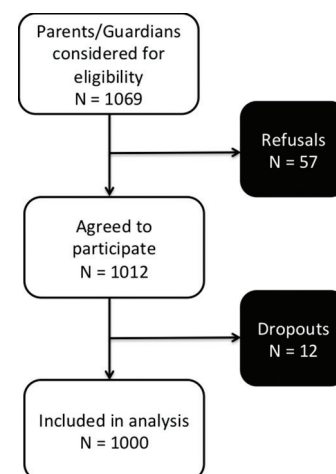 Parents/Guardians
considered for
eligibility
N = 1069
Refusals
N = 57
Agreed to
participate
N = 1012
Dropouts
N = 12
Included in analysis
N = 1000